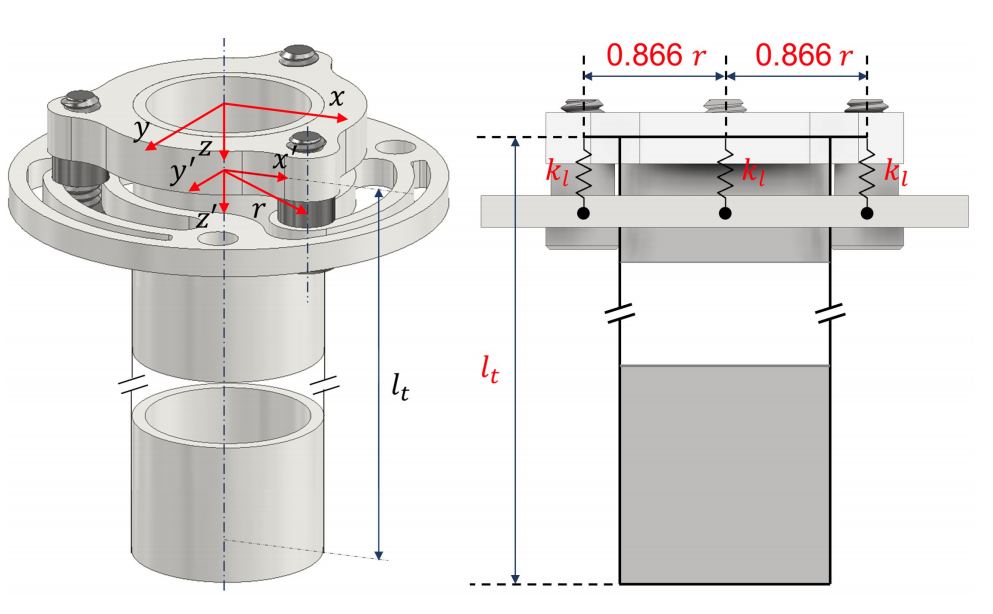 x
y
z
x′
y′
z′
r
l_t
0.866 r
0.866 r
k_l
k_l
k_l
l_t